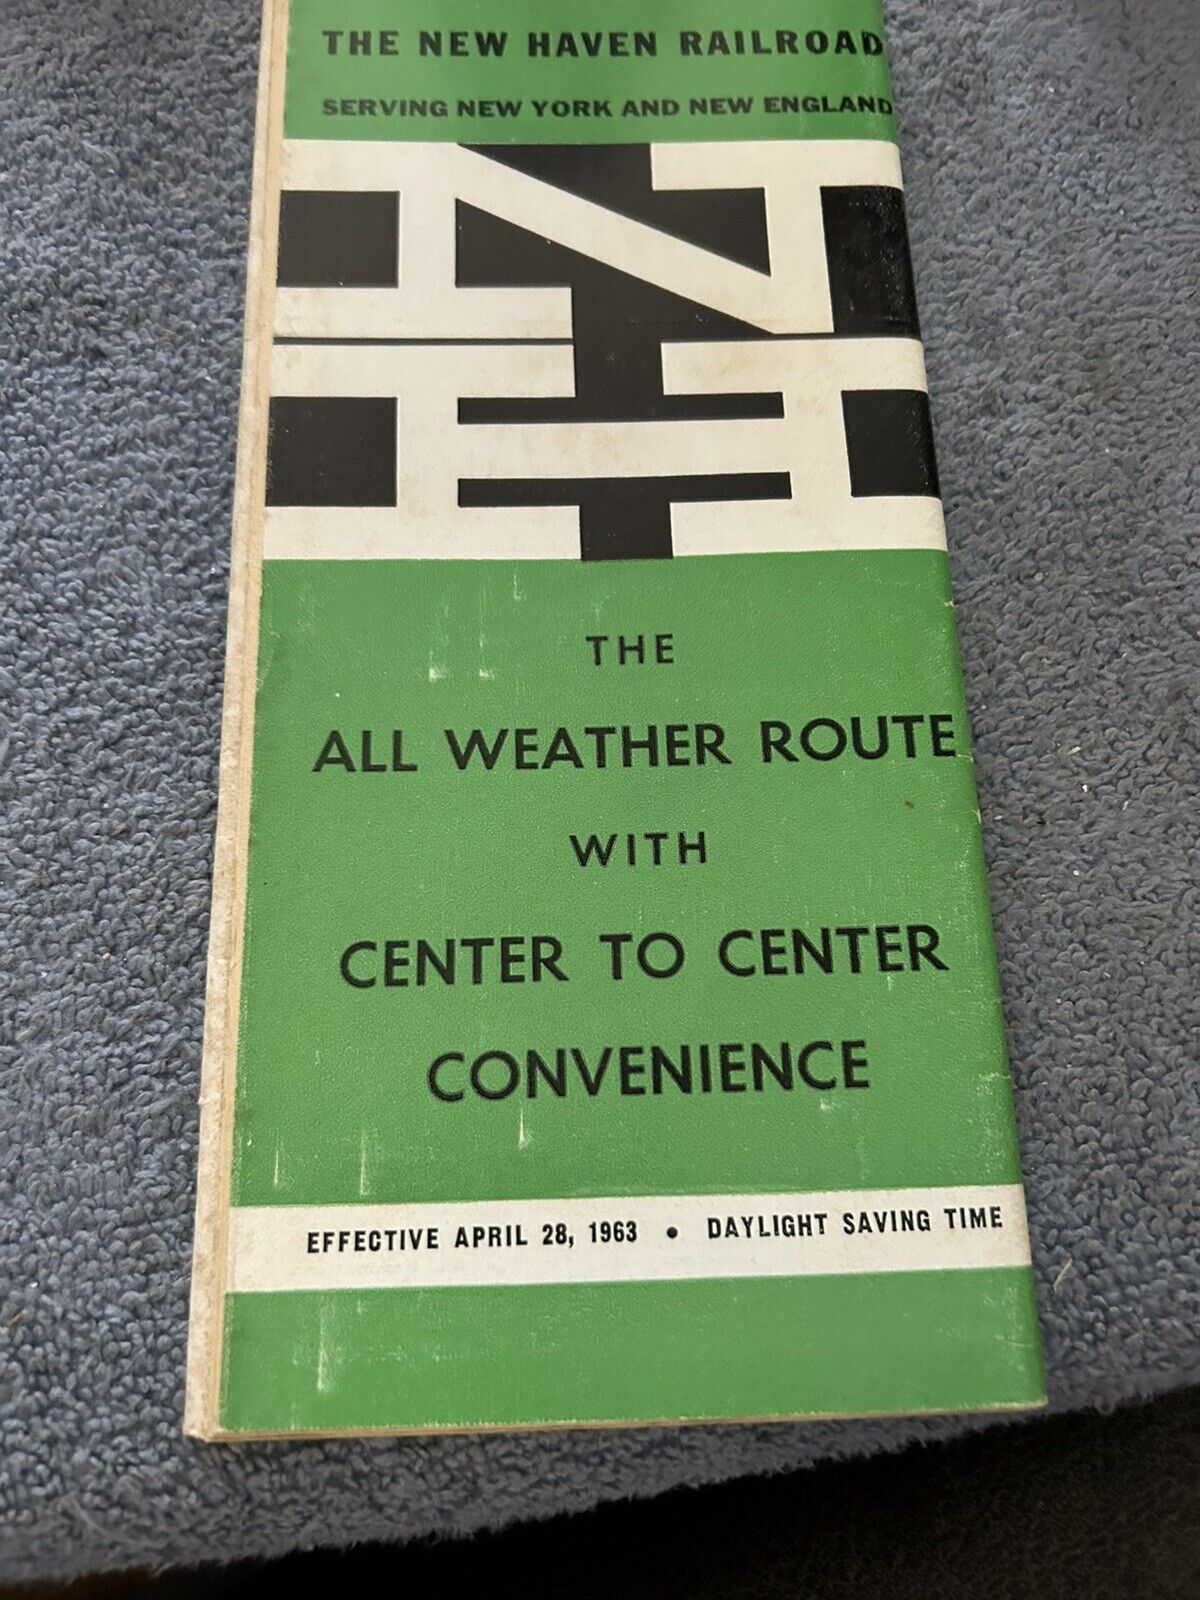 THE NEW HAVEN RAILROAD
SERVING NEW YORK AND NEW ENGLAND
N
H
THE
ALL WEATHER ROUTE
WITH
CENTER TO CENTER
CONVENIENCE
EFFECTIVE APRIL 28, 1963 • DAYLIGHT SAVING TIME